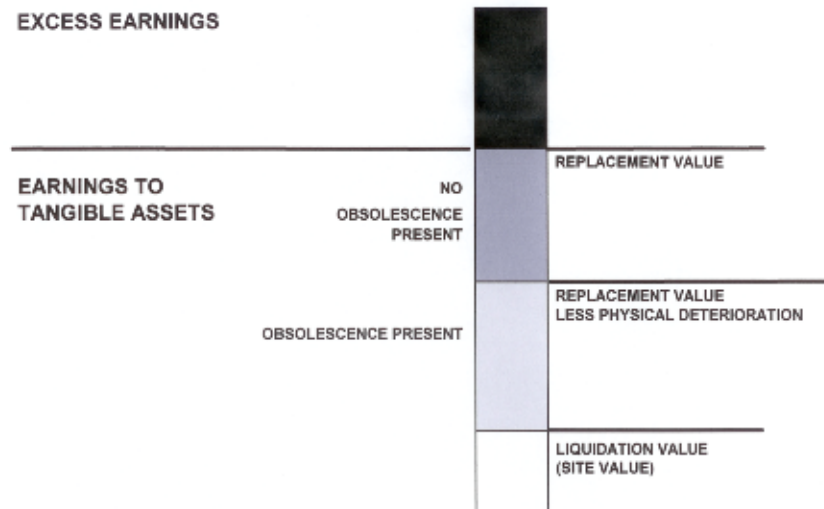 EXCESS EARNINGS
REPLACEMENT VALUE
EARNINGS TO
TANGIBLE ASSETS
NO
OBSOLESCENCE
PRESENT
REPLACEMENT VALUE
LESS PHYSICAL DETERIORATION
OBSOLESCENCE PRESENT
LIQUIDATION VALUE
(SITE VALUE)